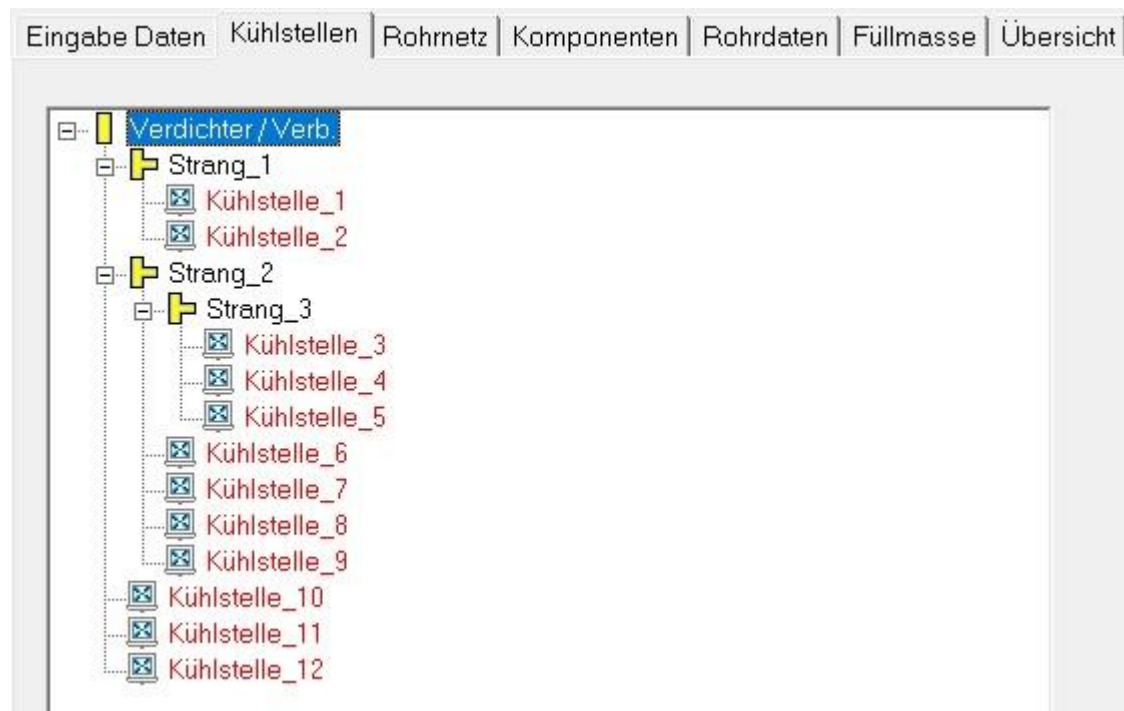 Eingabe Daten Kühlstellen Rohrnetz Komponenten Rohrdaten Füllmasse Übersicht
Verdichter / Verb.
Strang_1
Kühlstelle_1
Kühlstelle_2
Strang_2
Strang_3
Kühlstelle_3
Kühlstelle_4
Kühlstelle_5
Kühlstelle_6
Kühlstelle_7
Kühlstelle_8
Kühlstelle_9
Kühlstelle_10
Kühlstelle_11
Kühlstelle_12